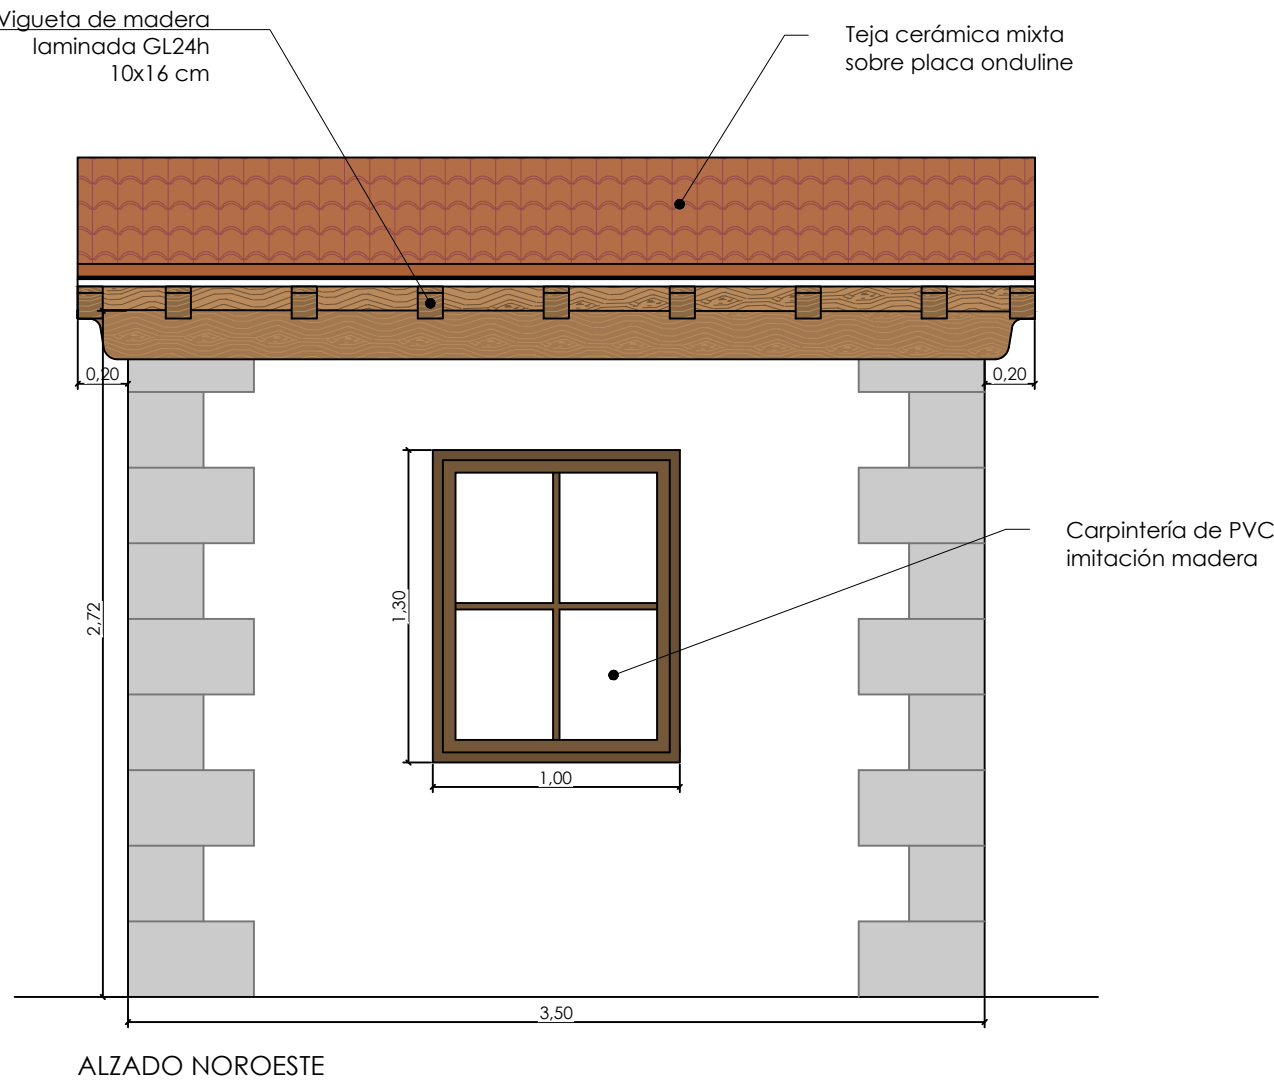 Vigueta de madera
laminada GL24h
10x16 cm
Teja cerámica mixta
sobre placa onduline
0,20
0,20
Carpintería de PVC
imitación madera
1,30
2,72
1,00
3,50
ALZADO NOROESTE